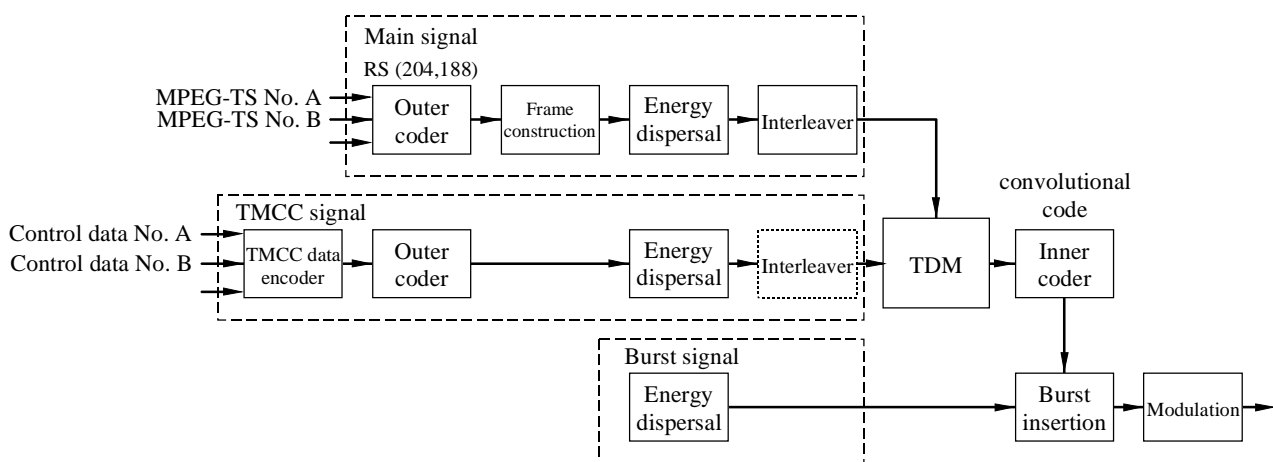 Main signal
RS (204,188)
MPEG-TS No. A
MPEG-TS No. B
Outer
coder
Frame
construction
Energy
dispersal
Interleaver
TMCC signal
Control data No. A
Control data No. B
TMCC data
encoder
Outer
coder
Energy
dispersal
Interleaver
TDM
convolutional
code
Inner
coder
Burst signal
Energy
dispersal
Burst
insertion
Modulation